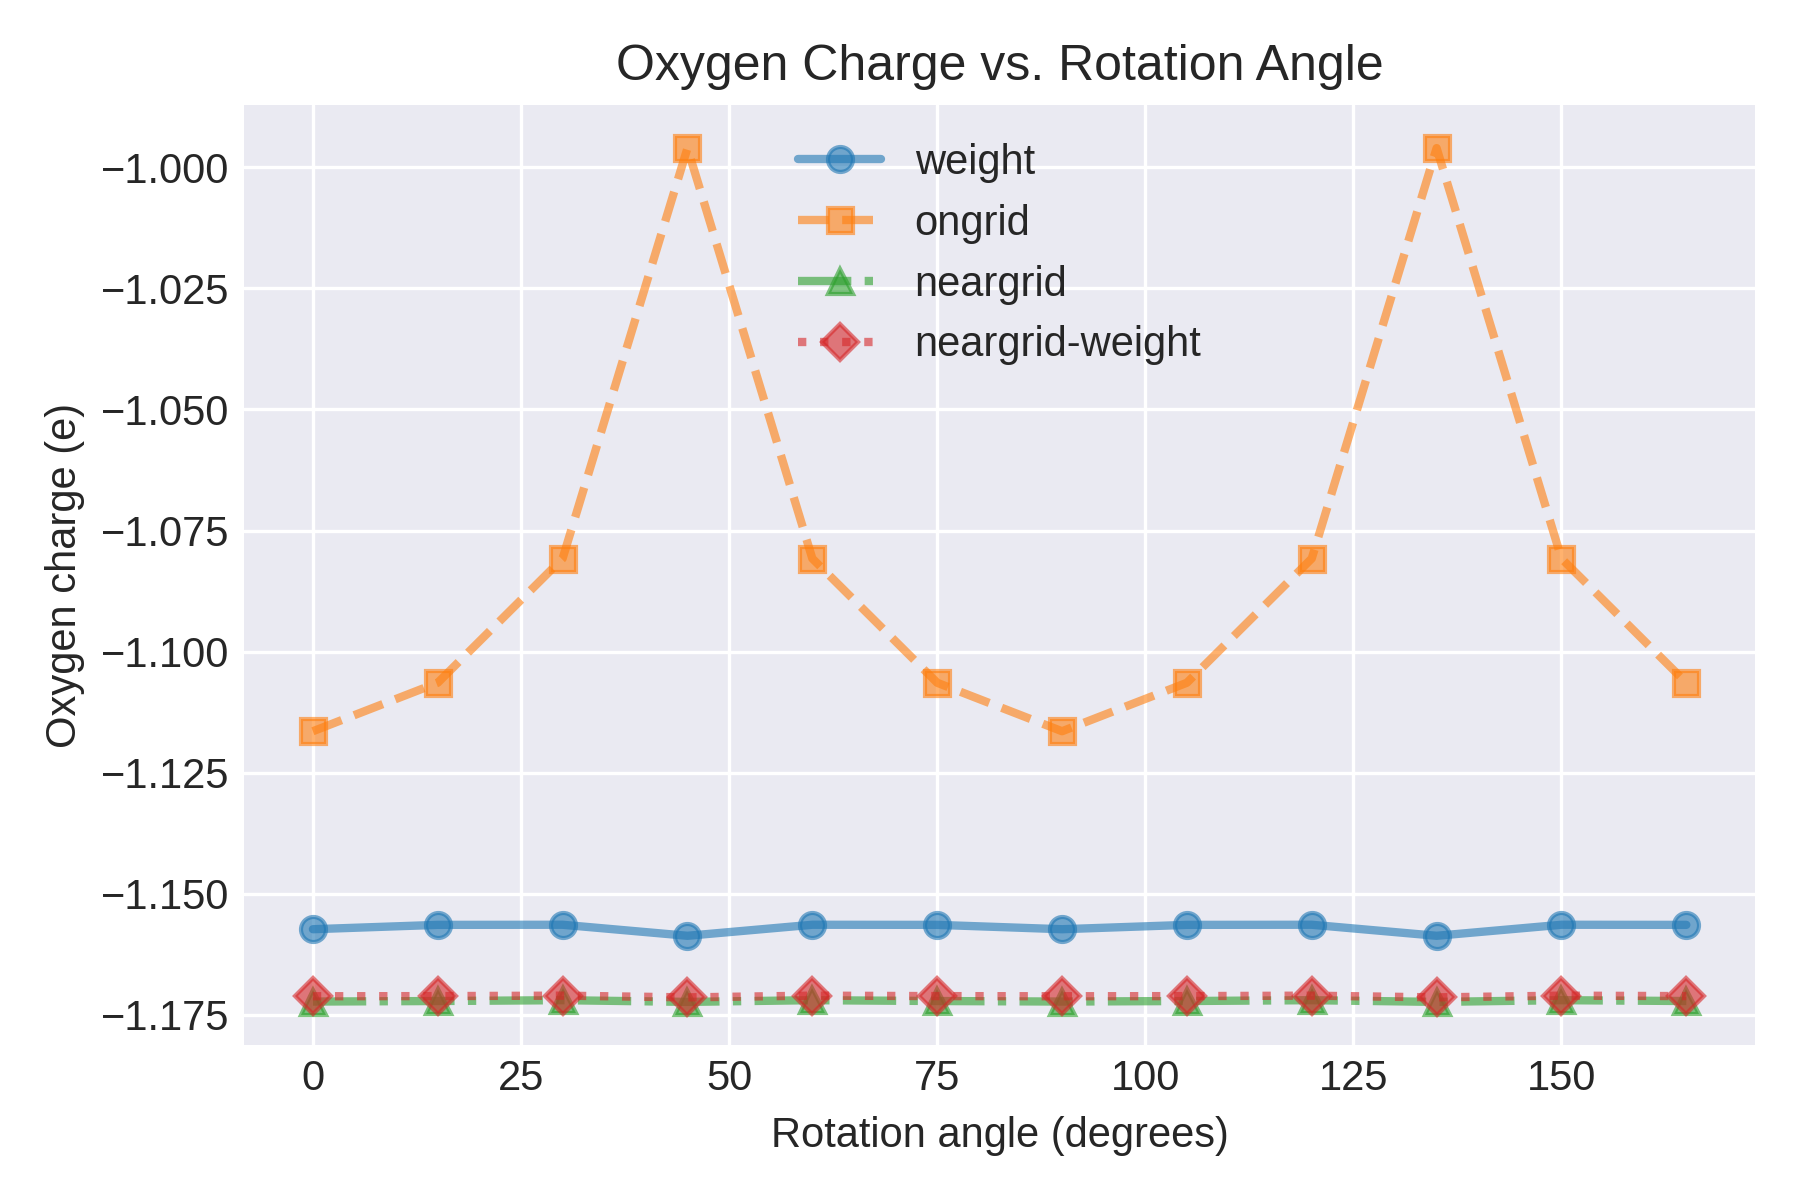 Oxygen Charge vs. Rotation Angle
weight
ongrid
neargrid
neargrid-weight
Oxygen charge (e)
−1.000
−1.025
−1.050
−1.075
−1.100
−1.125
−1.150
−1.175
0 25 50 75 100 125 150
Rotation angle (degrees)